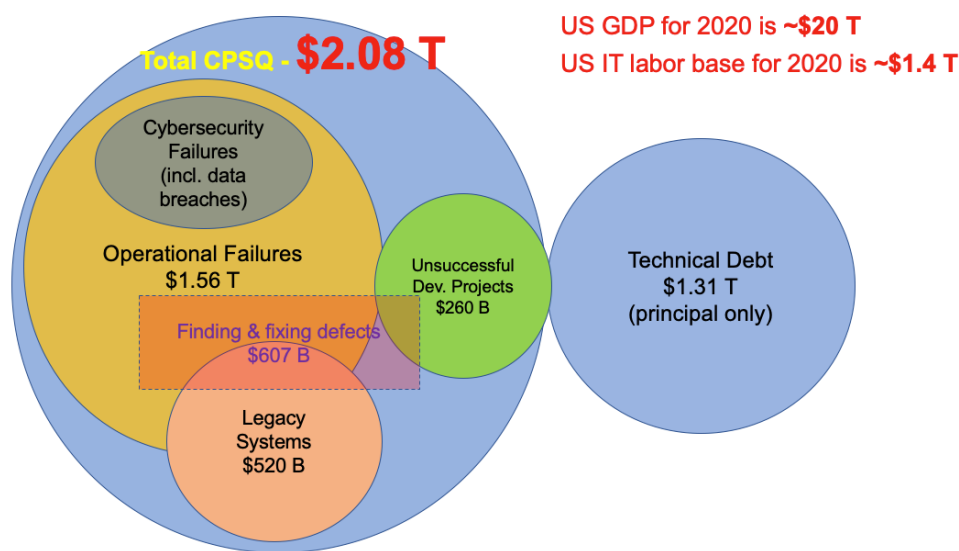 Total CPSQ - $2.08 T
US GDP for 2020 is ~$20 T
US IT labor base for 2020 is ~$1.4 T
Cybersecurity
Failures
(incl. data
breaches)
Operational Failures
$1.56 T
Unsuccessful
Dev. Projects
$260 B
Technical Debt
$1.31 T
(principal only)
Finding & fixing defects
$607 B
Legacy
Systems
$520 B